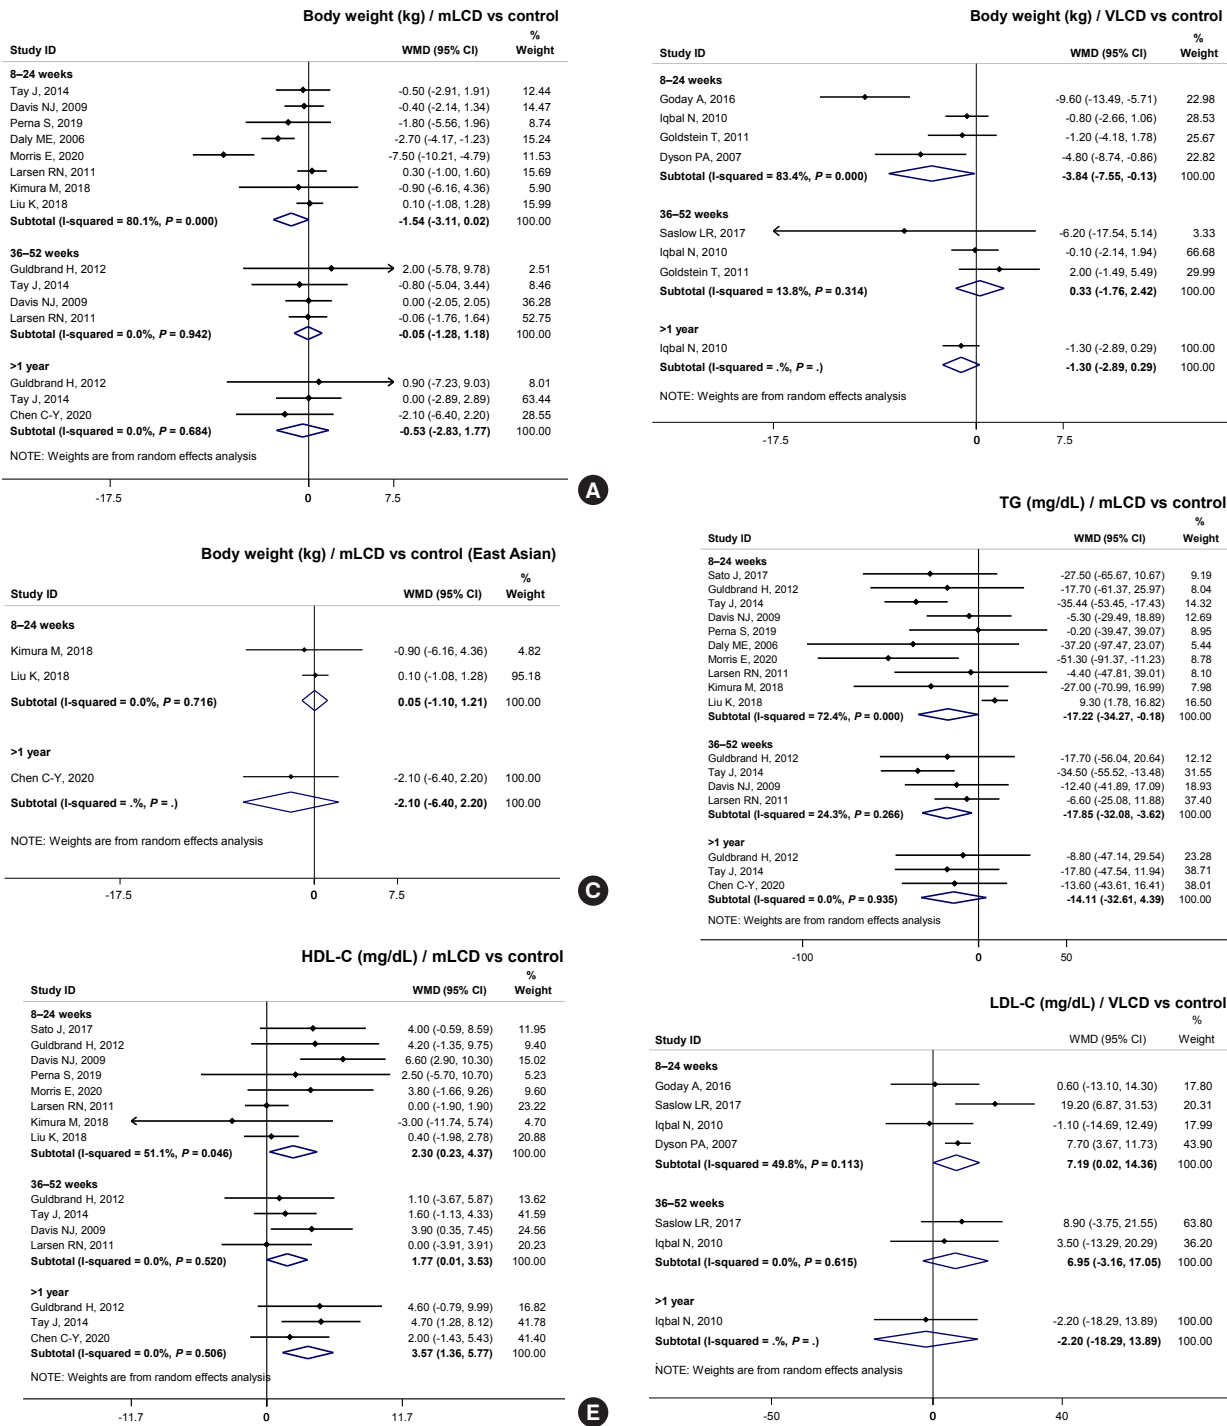 Body weight (kg) / mLCD vs control
Study ID WMD (95% CI) % Weight
8–24 weeks
Tay J, 2014 -0.50 (-2.91, 1.91) 12.44
Davis NJ, 2009 -0.40 (-2.14, 1.34) 14.47
Perna S, 2019 -1.80 (-5.56, 1.96) 8.74
Daly ME, 2006 -2.70 (-4.17, -1.23) 15.24
Morris E, 2020 -7.50 (-10.21, -4.79) 11.53
Larsen RN, 2011 0.30 (-1.00, 1.60) 15.69
Kimura M, 2018 -0.90 (-6.16, 4.36) 5.90
Liu K, 2018 0.10 (-1.08, 1.28) 15.99
Subtotal (I-squared = 80.1%, P = 0.000) -1.54 (-3.11, 0.02) 100.00
36–52 weeks
Guldbrand H, 2012 2.00 (-5.78, 9.78) 2.51
Tay J, 2014 -0.80 (-5.04, 3.44) 8.46
Davis NJ, 2009 0.00 (-2.05, 2.05) 36.28
Larsen RN, 2011 -0.06 (-1.76, 1.64) 52.75
Subtotal (I-squared = 0.0%, P = 0.942) -0.05 (-1.28, 1.18) 100.00
>1 year
Guldbrand H, 2012 0.90 (-7.23, 9.03) 8.01
Tay J, 2014 0.00 (-2.89, 2.89) 63.44
Chen C-Y, 2020 -2.10 (-6.40, 2.20) 28.55
Subtotal (I-squared = 0.0%, P = 0.684) -0.53 (-2.83, 1.77) 100.00
NOTE: Weights are from random effects analysis
-17.5 0 7.5
A
Body weight (kg) / VLCD vs control
Study ID WMD (95% CI) % Weight
8–24 weeks
Goday A, 2016 -9.60 (-13.49, -5.71) 22.98
Iqbal N, 2010 -0.80 (-2.66, 1.06) 28.53
Goldstein T, 2011 -1.20 (-4.18, 1.78) 25.67
Dyson PA, 2007 -4.80 (-8.74, -0.86) 22.82
Subtotal (I-squared = 83.4%, P = 0.000) -3.84 (-7.55, -0.13) 100.00
36–52 weeks
Saslow LR, 2017 -6.20 (-17.54, 5.14) 3.33
Iqbal N, 2010 -0.10 (-2.14, 1.94) 66.68
Goldstein T, 2011 2.00 (-1.49, 5.49) 29.99
Subtotal (I-squared = 13.8%, P = 0.314) 0.33 (-1.76, 2.42) 100.00
>1 year
Iqbal N, 2010 -1.30 (-2.89, 0.29) 100.00
Subtotal (I-squared = .%, P = .) -1.30 (-2.89, 0.29) 100.00
NOTE: Weights are from random effects analysis
-17.5 0 7.5
Body weight (kg) / mLCD vs control (East Asian)
Study ID WMD (95% CI) % Weight
8–24 weeks
Kimura M, 2018 -0.90 (-6.16, 4.36) 4.82
Liu K, 2018 0.10 (-1.08, 1.28) 95.18
Subtotal (I-squared = 0.0%, P = 0.716) 0.05 (-1.10, 1.21) 100.00
>1 year
Chen C-Y, 2020 -2.10 (-6.40, 2.20) 100.00
Subtotal (I-squared = .%, P = .) -2.10 (-6.40, 2.20) 100.00
NOTE: Weights are from random effects analysis
-17.5 0 7.5
C
TG (mg/dL) / mLCD vs control
Study ID WMD (95% CI) % Weight
8–24 weeks
Sato J, 2017 -27.50 (-65.67, 10.67) 9.19
Guldbrand H, 2012 -17.70 (-61.37, 25.97) 8.04
Tay J, 2014 -35.44 (-53.45, -17.43) 14.32
Davis NJ, 2009 -5.30 (-29.49, 18.89) 12.69
Perna S, 2019 -0.20 (-39.47, 39.07) 8.95
Daly ME, 2006 -37.20 (-97.47, 23.07) 5.44
Morris E, 2020 -51.30 (-91.37, -11.23) 8.78
Larsen RN, 2011 -4.40 (-47.81, 39.01) 8.10
Kimura M, 2018 -27.00 (-70.99, 16.99) 7.98
Liu K, 2018 9.30 (1.78, 16.82) 16.50
Subtotal (I-squared = 72.4%, P = 0.000) -17.22 (-34.27, -0.18) 100.00
36–52 weeks
Guldbrand H, 2012 -17.70 (-56.04, 20.64) 12.12
Tay J, 2014 -34.50 (-55.52, -13.48) 31.55
Davis NJ, 2009 -12.40 (-41.89, 17.09) 18.93
Larsen RN, 2011 -6.60 (-25.08, 11.88) 37.40
Subtotal (I-squared = 24.3%, P = 0.266) -17.85 (-32.08, -3.62) 100.00
>1 year
Guldbrand H, 2012 -8.80 (-47.14, 29.54) 23.28
Tay J, 2014 -17.80 (-47.54, 11.94) 38.71
Chen C-Y, 2020 -13.60 (-43.61, 16.41) 38.01
Subtotal (I-squared = 0.0%, P = 0.935) -14.11 (-32.61, 4.39) 100.00
NOTE: Weights are from random effects analysis
-100 0 50
HDL-C (mg/dL) / mLCD vs control
Study ID WMD (95% CI) % Weight
8–24 weeks
Sato J, 2017 4.00 (-0.59, 8.59) 11.95
Guldbrand H, 2012 4.20 (-1.35, 9.75) 9.40
Davis NJ, 2009 6.60 (2.90, 10.30) 15.02
Perna S, 2019 2.50 (-5.70, 10.70) 5.23
Morris E, 2020 3.80 (-1.66, 9.26) 9.60
Larsen RN, 2011 0.00 (-1.90, 1.90) 23.22
Kimura M, 2018 -3.00 (-11.74, 5.74) 4.70
Liu K, 2018 0.40 (-1.98, 2.78) 20.88
Subtotal (I-squared = 51.1%, P = 0.046) 2.30 (0.23, 4.37) 100.00
36–52 weeks
Guldbrand H, 2012 1.10 (-3.67, 5.87) 13.62
Tay J, 2014 1.60 (-1.13, 4.33) 41.59
Davis NJ, 2009 3.90 (0.35, 7.45) 24.56
Larsen RN, 2011 0.00 (-3.91, 3.91) 20.23
Subtotal (I-squared = 0.0%, P = 0.520) 1.77 (0.01, 3.53) 100.00
>1 year
Guldbrand H, 2012 4.60 (-0.79, 9.99) 16.82
Tay J, 2014 4.70 (1.28, 8.12) 41.78
Chen C-Y, 2020 2.00 (-1.43, 5.43) 41.40
Subtotal (I-squared = 0.0%, P = 0.506) 3.57 (1.36, 5.77) 100.00
NOTE: Weights are from random effects analysis
-11.7 0 11.7
E
LDL-C (mg/dL) / VLCD vs control
Study ID WMD (95% CI) % Weight
8–24 weeks
Goday A, 2016 0.60 (-13.10, 14.30) 17.80
Saslow LR, 2017 19.20 (6.87, 31.53) 20.31
Iqbal N, 2010 -1.10 (-14.69, 12.49) 17.99
Dyson PA, 2007 7.70 (3.67, 11.73) 43.90
Subtotal (I-squared = 49.8%, P = 0.113) 7.19 (0.02, 14.36) 100.00
36–52 weeks
Saslow LR, 2017 8.90 (-3.75, 21.55) 63.80
Iqbal N, 2010 3.50 (-13.29, 20.29) 36.20
Subtotal (I-squared = 0.0%, P = 0.615) 6.95 (-3.16, 17.05) 100.00
>1 year
Iqbal N, 2010 -2.20 (-18.29, 13.89) 100.00
Subtotal (I-squared = .%, P = .) -2.20 (-18.29, 13.89) 100.00
NOTE: Weights are from random effects analysis
-50 0 40